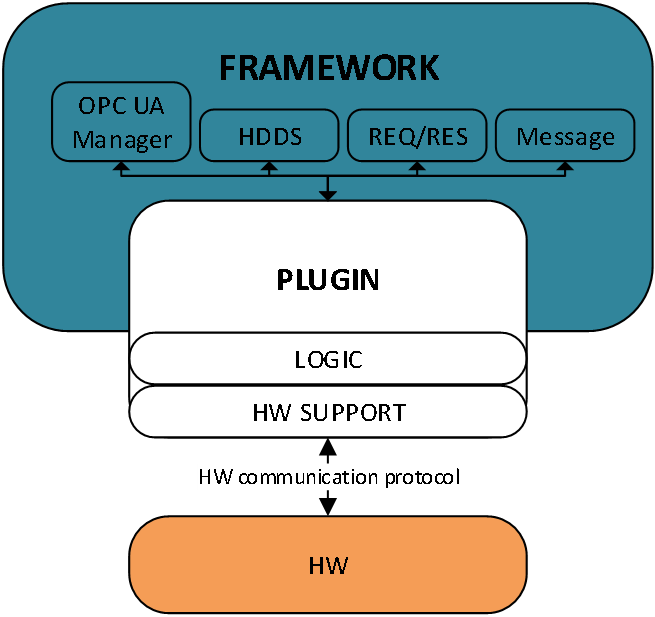 FRAMEWORK
OPC UA
Manager
HDDS
REQ/RES
Message
PLUGIN
LOGIC
HW SUPPORT
HW communication protocol
HW